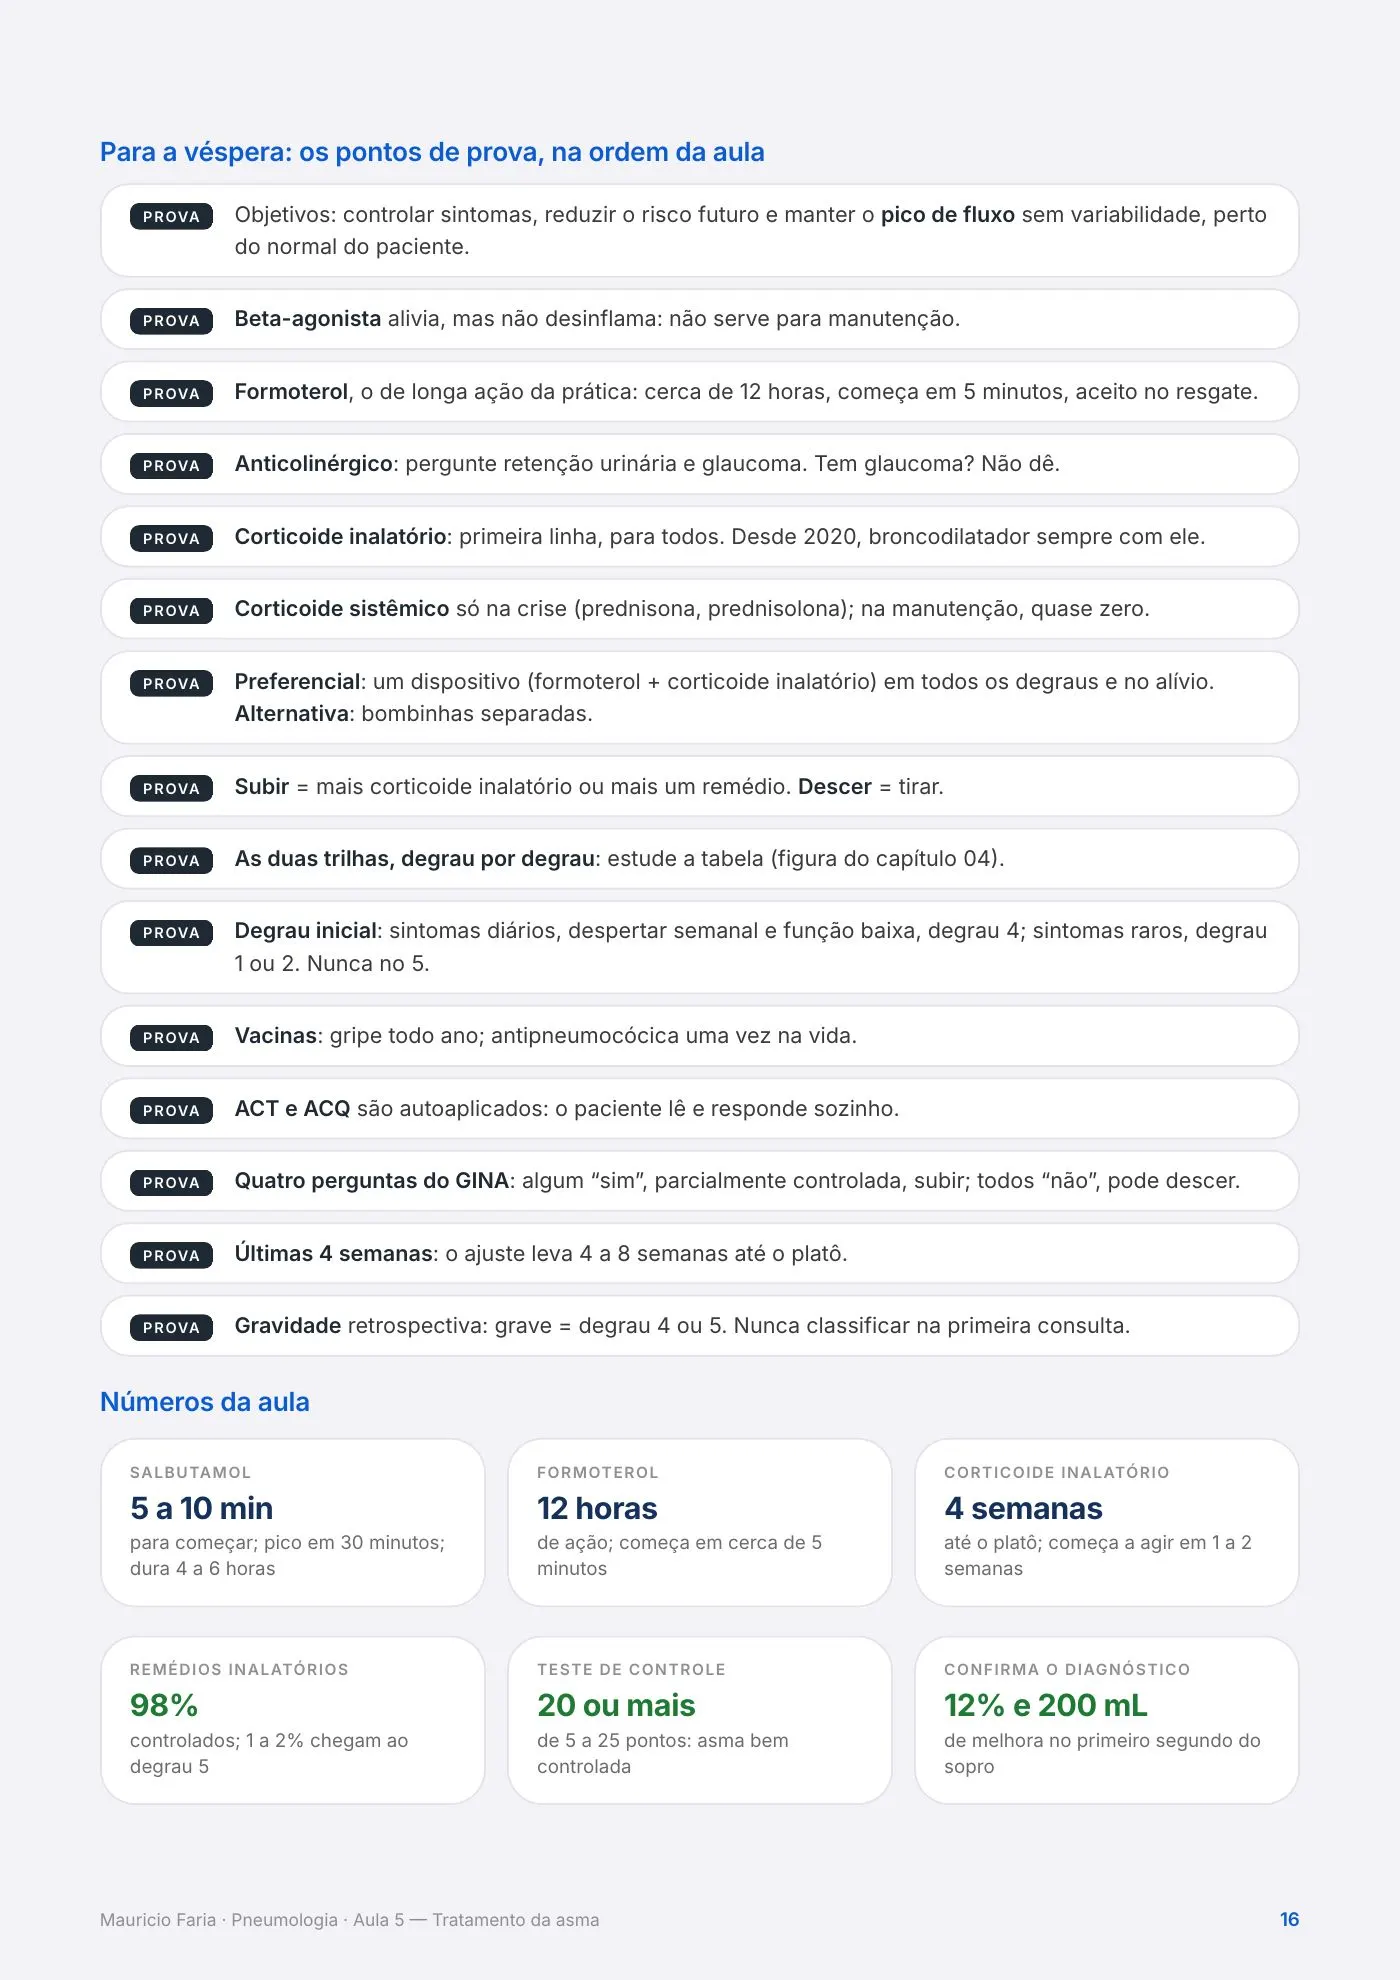 Para a véspera: os pontos de prova, na ordem da aula
PROVA Objetivos: controlar sintomas, reduzir o risco futuro e manter o pico de fluxo sem variabilidade, perto
do normal do paciente.
PROVA Beta-agonista alivia, mas não desinflama: não serve para manutenção.
PROVA Formoterol, o de longa ação da prática: cerca de 12 horas, começa em 5 minutos, aceito no resgate.
PROVA Anticolinérgico: pergunte retenção urinária e glaucoma. Tem glaucoma? Não dê.
PROVA Corticoide inalatório: primeira linha, para todos. Desde 2020, broncodilatador sempre com ele.
PROVA Corticoide sistêmico só na crise (prednisona, prednisolona); na manutenção, quase zero.
PROVA Preferencial: um dispositivo (formoterol + corticoide inalatório) em todos os degraus e no alívio.
Alternativa: bombinhas separadas.
PROVA Subir = mais corticoide inalatório ou mais um remédio. Descer = tirar.
PROVA As duas trilhas, degrau por degrau: estude a tabela (figura do capítulo 04).
PROVA Degrau inicial: sintomas diários, despertar semanal e função baixa, degrau 4; sintomas raros, degrau
1 ou 2. Nunca no 5.
PROVA Vacinas: gripe todo ano; antipneumocócica uma vez na vida.
PROVA ACT e ACQ são autoaplicados: o paciente lê e responde sozinho.
PROVA Quatro perguntas do GINA: algum “sim”, parcialmente controlada, subir; todos “não”, pode descer.
PROVA Últimas 4 semanas: o ajuste leva 4 a 8 semanas até o platô.
PROVA Gravidade retrospectiva: grave = degrau 4 ou 5. Nunca classificar na primeira consulta.
Números da aula
SALBUTAMOL
5 a 10 min
para começar; pico em 30 minutos;
dura 4 a 6 horas
FORMOTEROL
12 horas
de ação; começa em cerca de 5
minutos
CORTICOIDE INALATÓRIO
4 semanas
até o platô; começa a agir em 1 a 2
semanas
REMÉDIOS INALATÓRIOS
98%
controlados; 1 a 2% chegam ao
degrau 5
TESTE DE CONTROLE
20 ou mais
de 5 a 25 pontos: asma bem
controlada
CONFIRMA O DIAGNÓSTICO
12% e 200 mL
de melhora no primeiro segundo do
sopro
Mauricio Faria · Pneumologia · Aula 5 — Tratamento da asma
16